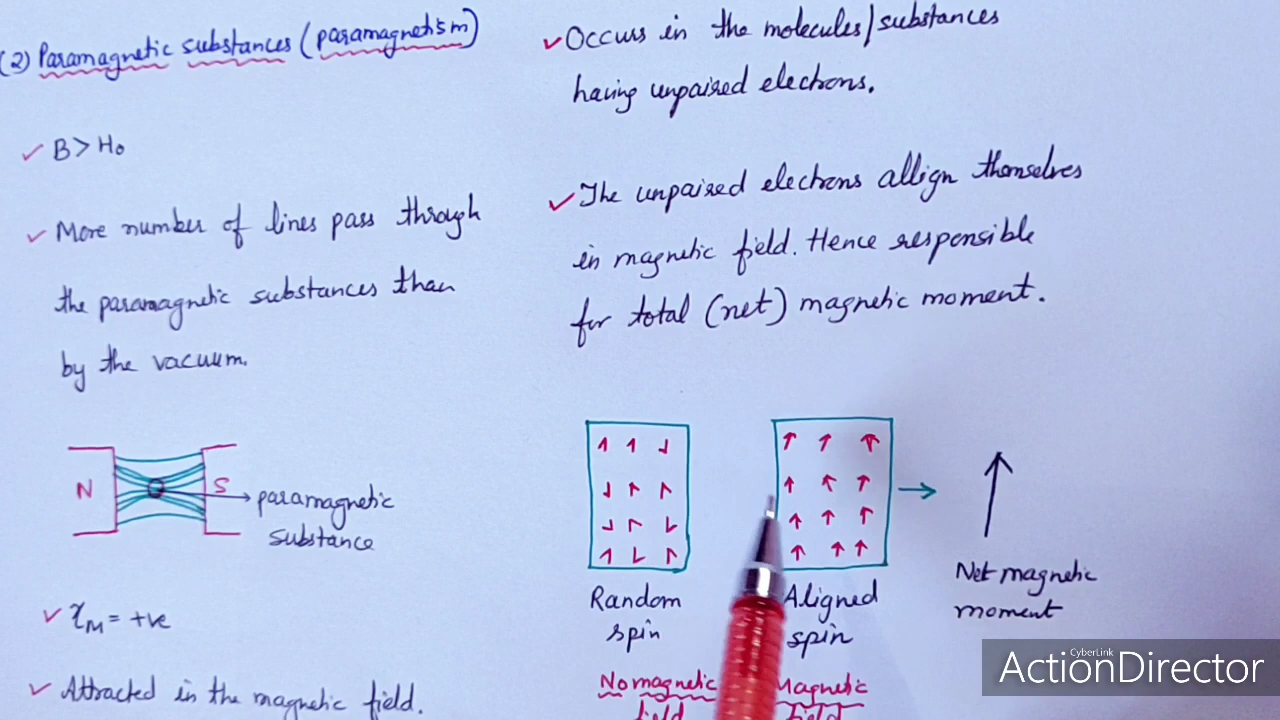 (2) Paramagnetic substances (paramagnetism)
✓ B > H₀
✓ More number of lines pass through
the paramagnetic substances than
by the vacuum.
N
S
paramagnetic
substance
✓ χM = +ve
✓ Attracted in the magnetic field.
✓ Occurs in the molecules/substances
having unpaired electrons.
✓ The unpaired electrons allign themselves
in magnetic field. Hence responsible
for total (net) magnetic moment.
Random
spin
No magnetic
field
Aligned
spin
Magnetic
field
Net magnetic
moment
CyberLink
ActionDirector